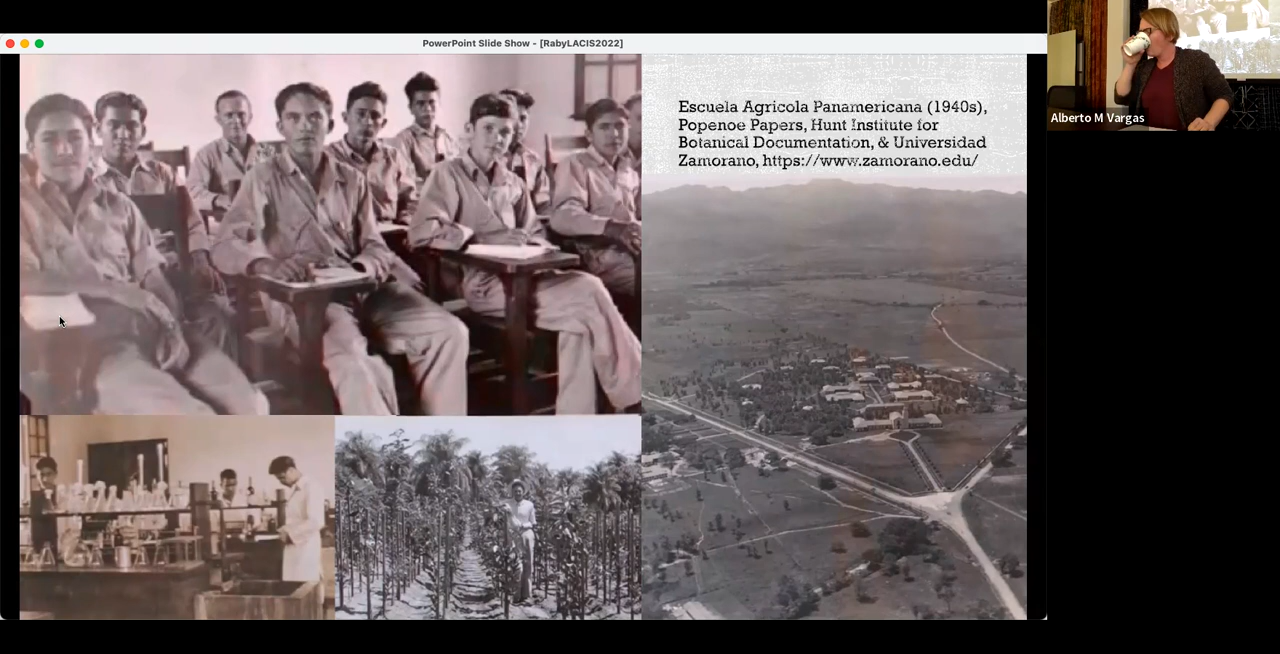 PowerPoint Slide Show - [RabyLACIS2022]
Escuela Agricola Panamericana (1940s),
Popenoe Papers, Hunt Institute for
Botanical Documentation, & Universidad
Zamorano, https://www.zamorano.edu/
Alberto M Vargas